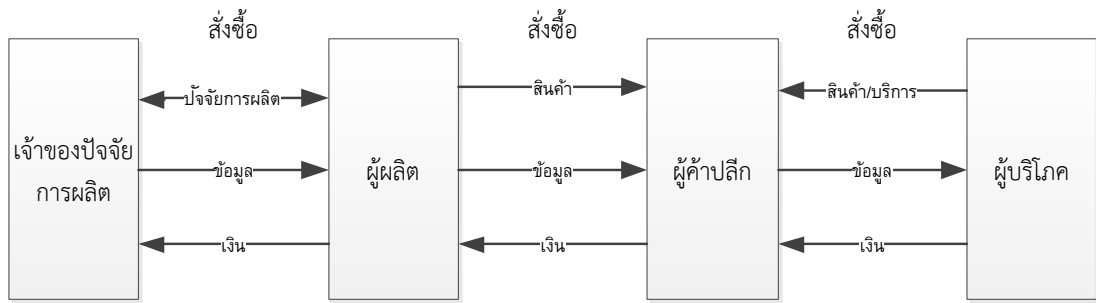 สั่งซื้อ
สั่งซื้อ
สั่งซื้อ
เจ้าของปัจจัย
การผลิต
ปัจจัยการผลิต
ข้อมูล
เงิน
ผู้ผลิต
สินค้า
ข้อมูล
เงิน
ผู้ค้าปลีก
สินค้า/บริการ
ข้อมูล
เงิน
ผู้บริโภค